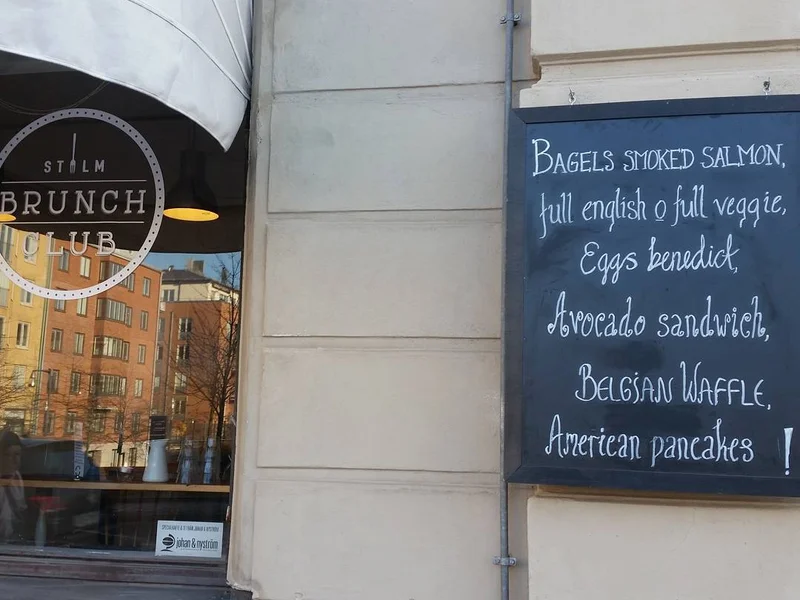 STHLM
BRUNCH
CLUB
johan & nyström
BAGELS SMOKED SALMON,
full english o full veggie,
Eggs benedict,
Avocado sandwich,
BELGIAN WAFFLE,
American pancakes !